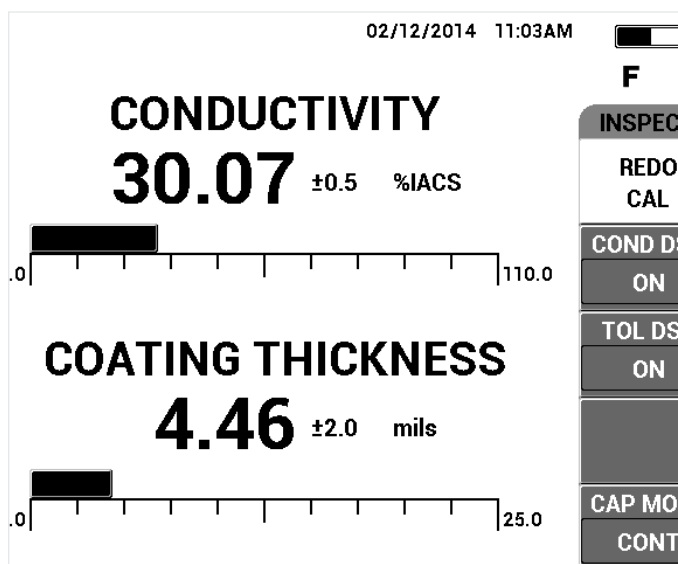 02/12/2014 11:03AM
F
CONDUCTIVITY
30.07 ±0.5 %IACS
.0 110.0
COATING THICKNESS
4.46 ±2.0 mils
.0 25.0
INSPEC
REDO
CAL
COND DS
ON
TOL DS
ON
CAP MO
CONT